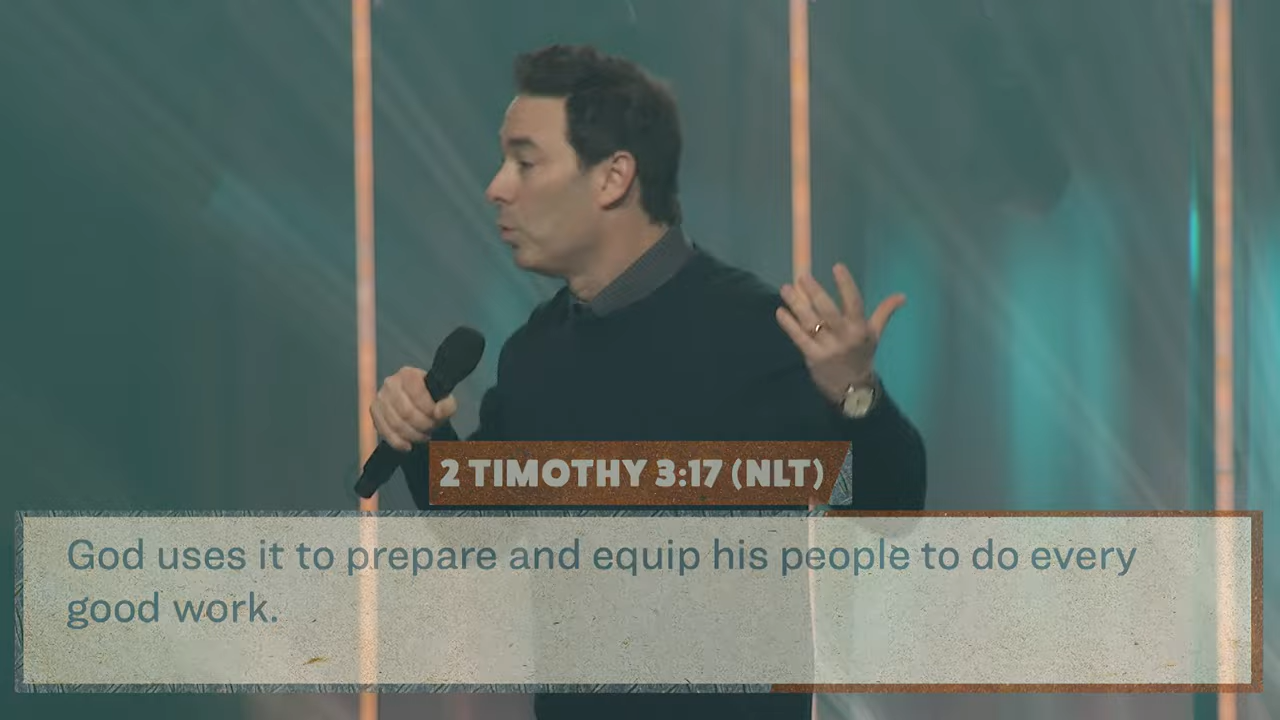 2 TIMOTHY 3:17 (NLT)
God uses it to prepare and equip his people to do every
good work.